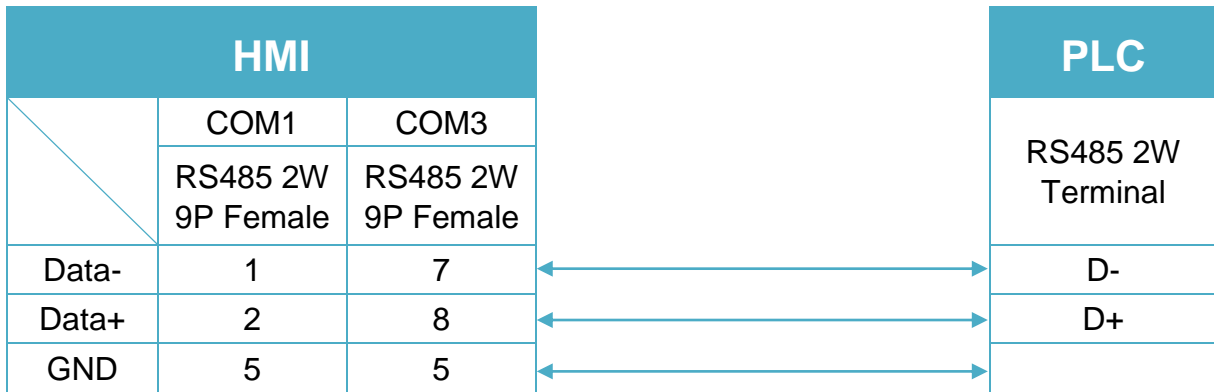 HMI PLC
COM1 COM3
RS485 2W
9P Female
RS485 2W
9P Female
RS485 2W
Terminal
Data- 1 7 D-
Data+ 2 8 D+
GND 5 5